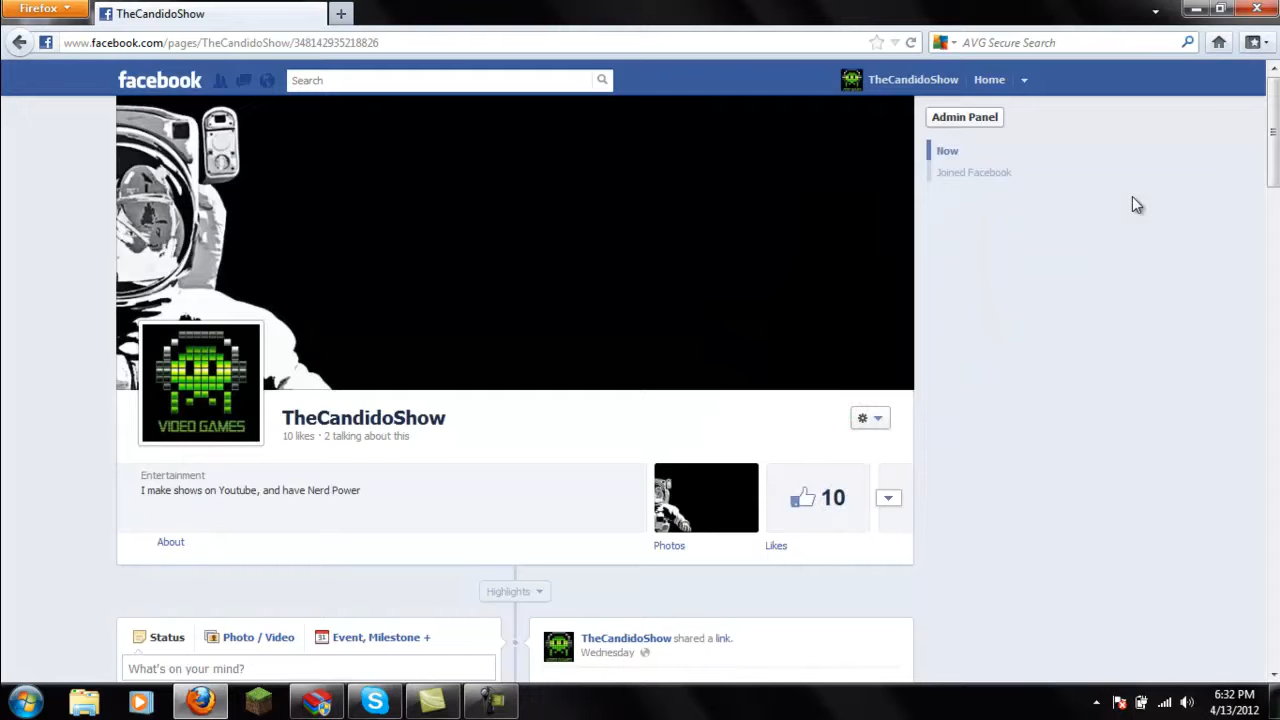 Firefox
TheCandidoShow
www.facebook.com/pages/TheCandidoShow/348142935218826
AVG Secure Search
facebook
Search
TheCandidoShow
Home
Admin Panel
Now
Joined Facebook
VIDEO GAMES
TheCandidoShow
10 likes · 2 talking about this
Entertainment
I make shows on Youtube, and have Nerd Power
About
10
Photos
Likes
Highlights
Status
Photo / Video
31
Event, Milestone +
What's on your mind?
TheCandidoShow shared a link.
Wednesday
6:32 PM
4/13/2012